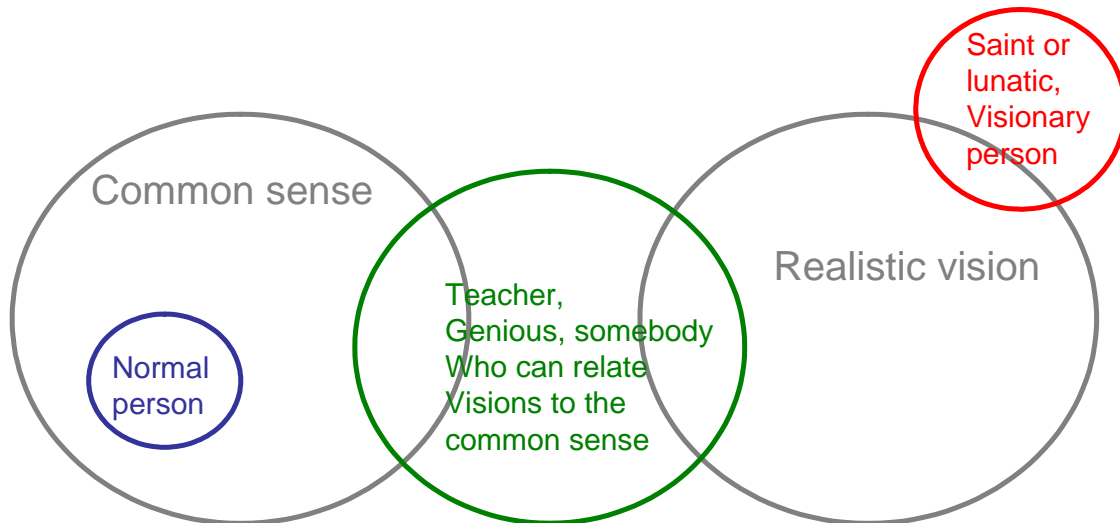 Saint or
lunatic,
Visionary
person
Common sense
Realistic vision
Teacher,
Genious, somebody
Who can relate
Visions to the
common sense
Normal
person